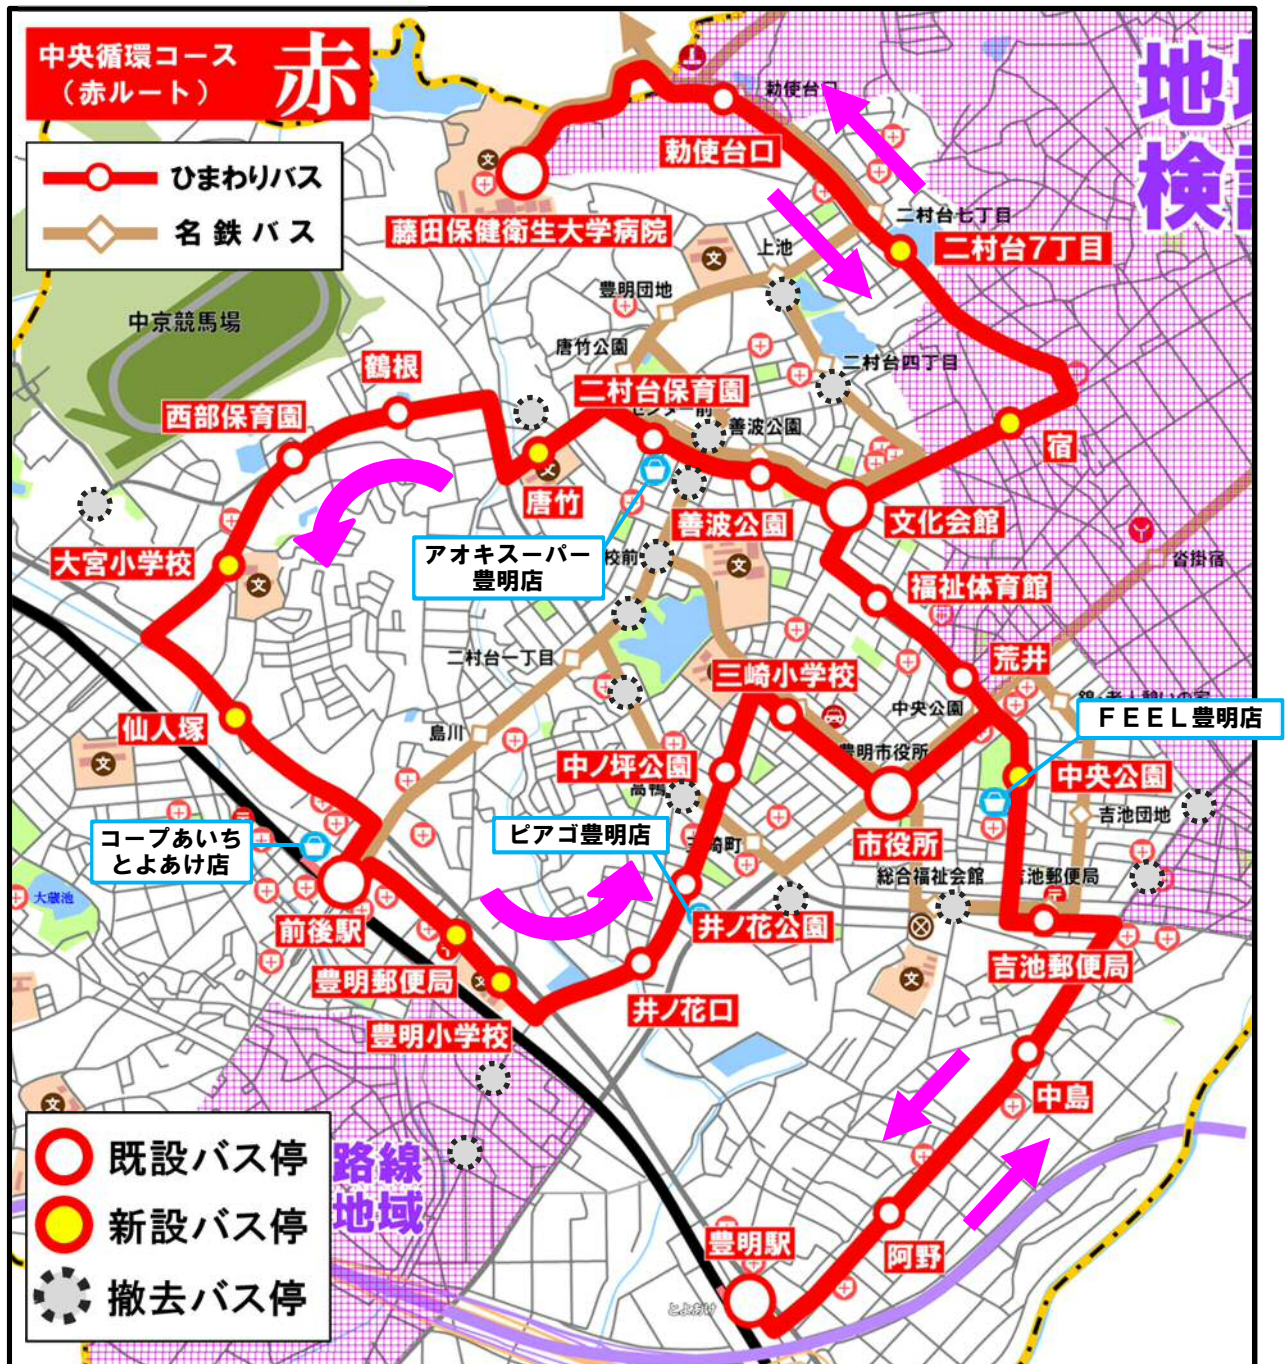 中央循環コース
（赤ルート）
赤
ひまわりバス
名鉄バス
地域
勅使台口
勅使台口
藤田保健衛生大学病院
二村台七丁目
二村台7丁目
上池
豊明団地
中京競馬場
唐竹公園
二村台四丁目
鶴根
二村台保育園
西部保育園
善波公園
宿
唐竹
善波公園
文化会館
アオキスーパー
豊明店
校前
大宮小学校
沓掛宿
福祉体育館
二村台一丁目
荒井
三崎小学校
中央公園
FEEL豊明店
仙人塚
島川
豊明市役所
中ノ坪公園
中央公園
吉池団地
コープあいち
とよあけ店
ピアゴ豊明店
市役所
大蔵池
総合福祉会館
吉池郵便局
前後駅
井ノ花公園
豊明郵便局
吉池郵便局
井ノ花口
豊明小学校
中島
既設バス停
路線
地域
新設バス停
豊明駅
阿野
撤去バス停
とよあけ